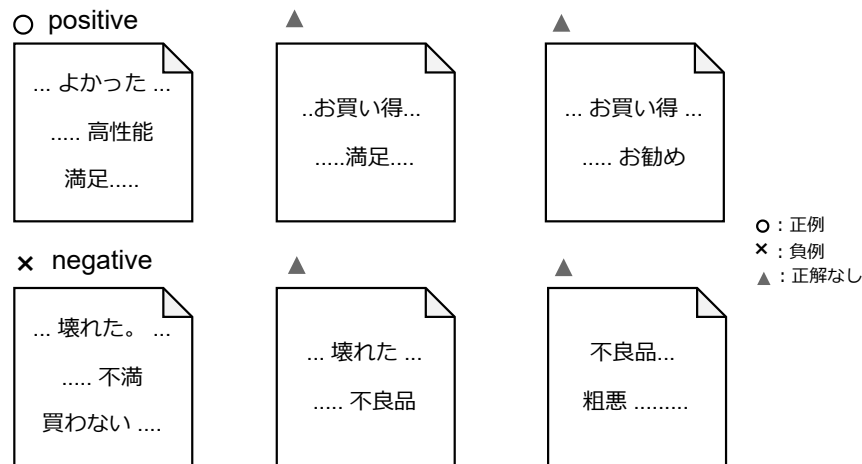 ○ positive
▲
▲
... よかった ...
..... 高性能
満足.....
..お買い得...
.....満足....
... お買い得 ...
..... お勧め
○ : 正例
× : 負例
▲ : 正解なし
× negative
▲
▲
... 壊れた。 ...
..... 不満
買わない ....
... 壊れた ...
..... 不良品
不良品...
粗悪 .........